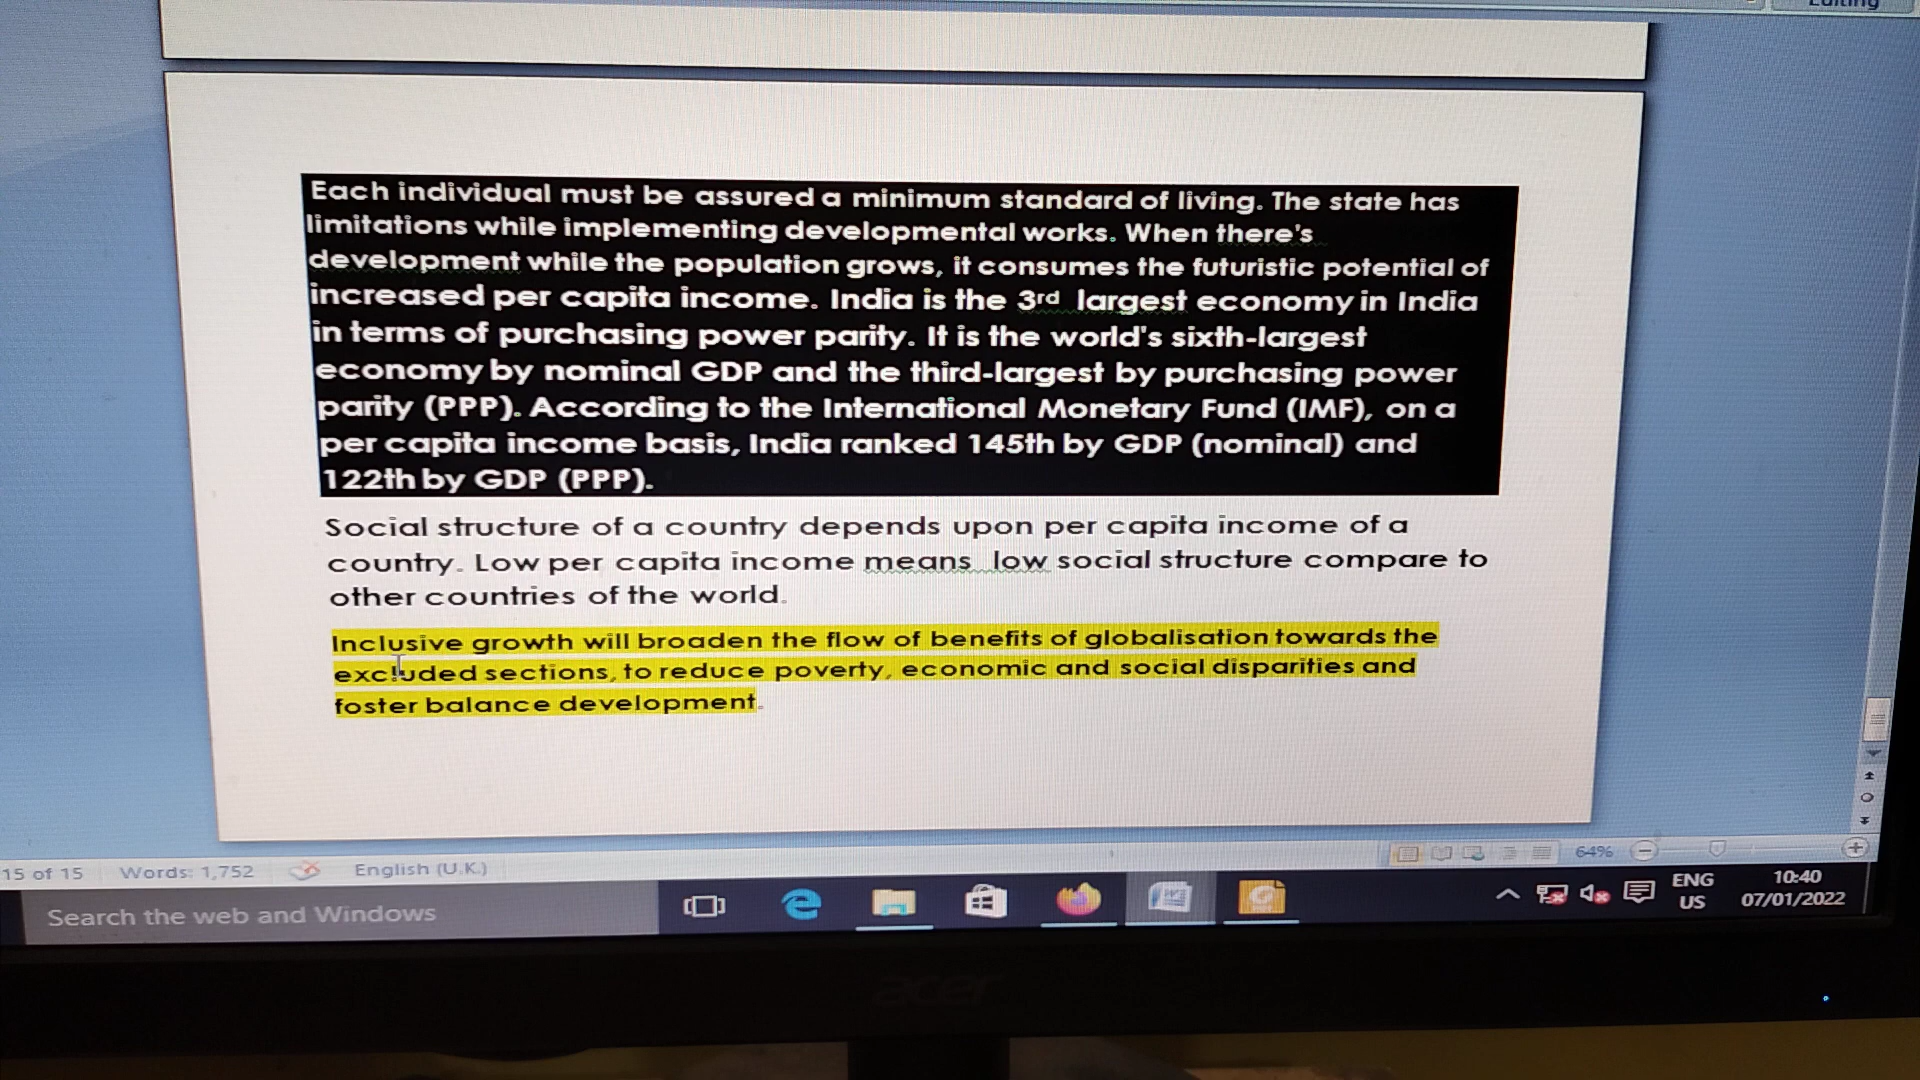 Editing
Each individual must be assured a minimum standard of living. The state has
limitations while implementing developmental works. When there's
development while the population grows, it consumes the futuristic potential of
increased per capita income. India is the 3rd largest economy in India
in terms of purchasing power parity. It is the world's sixth-largest
economy by nominal GDP and the third-largest by purchasing power
parity (PPP). According to the International Monetary Fund (IMF), on a
per capita income basis, India ranked 145th by GDP (nominal) and
122th by GDP (PPP).
Social structure of a country depends upon per capita income of a
country. Low per capita income means low social structure compare to
other countries of the world.
Inclusive growth will broaden the flow of benefits of globalisation towards the
excluded sections, to reduce poverty, economic and social disparities and
foster balance development.
15 of 15 Words: 1,752 English (U.K.) 64%
Search the web and Windows
ENG
US
10:40
07/01/2022
acer